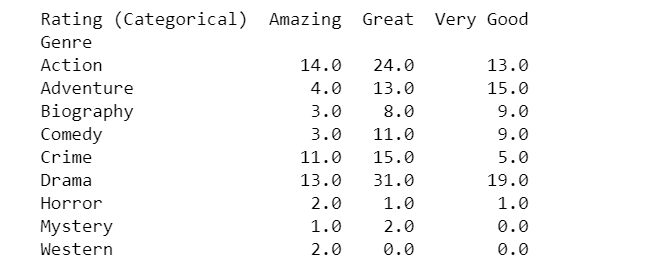 Rating (Categorical)  Amazing  Great  Very Good
Genre
Action                   14.0   24.0       13.0
Adventure                 4.0   13.0       15.0
Biography                 3.0    8.0        9.0
Comedy                    3.0   11.0        9.0
Crime                    11.0   15.0        5.0
Drama                    13.0   31.0       19.0
Horror                    2.0    1.0        1.0
Mystery                   1.0    2.0        0.0
Western                   2.0    0.0        0.0